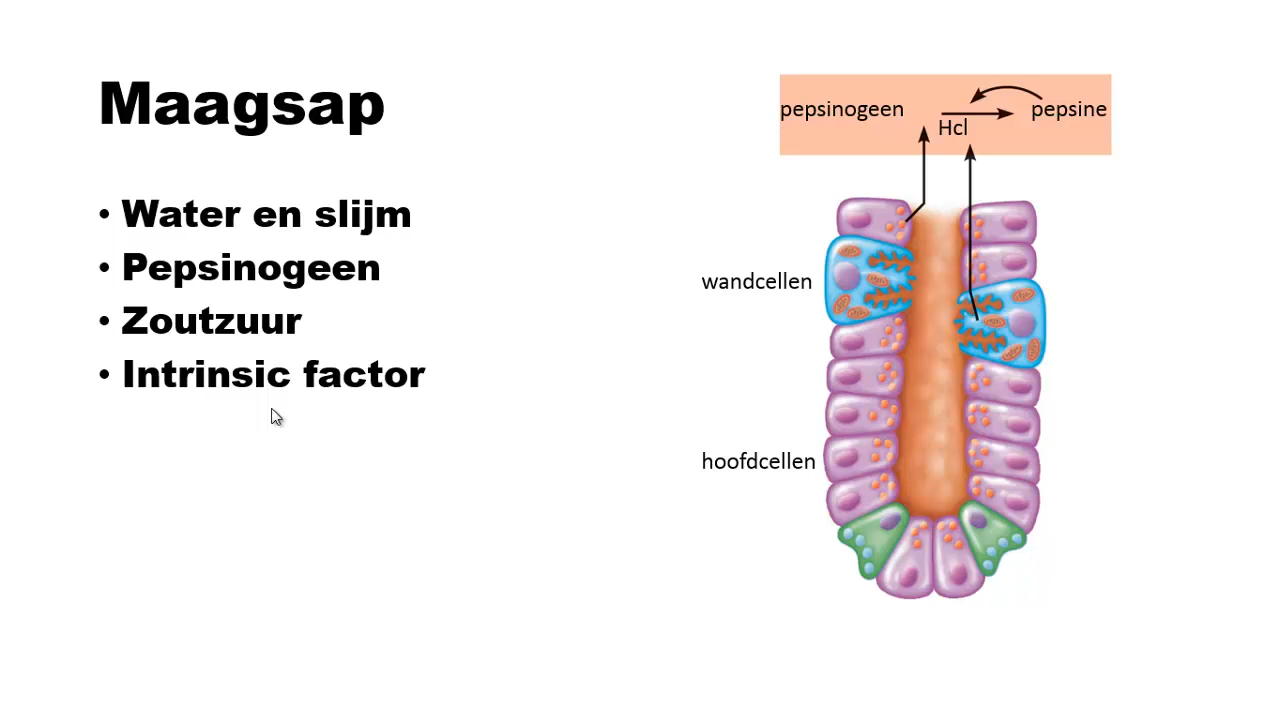 Maagsap
• Water en slijm
• Pepsinogeen
• Zoutzuur
• Intrinsic factor
pepsinogeen
Hcl
pepsine
wandcellen
hoofdcellen